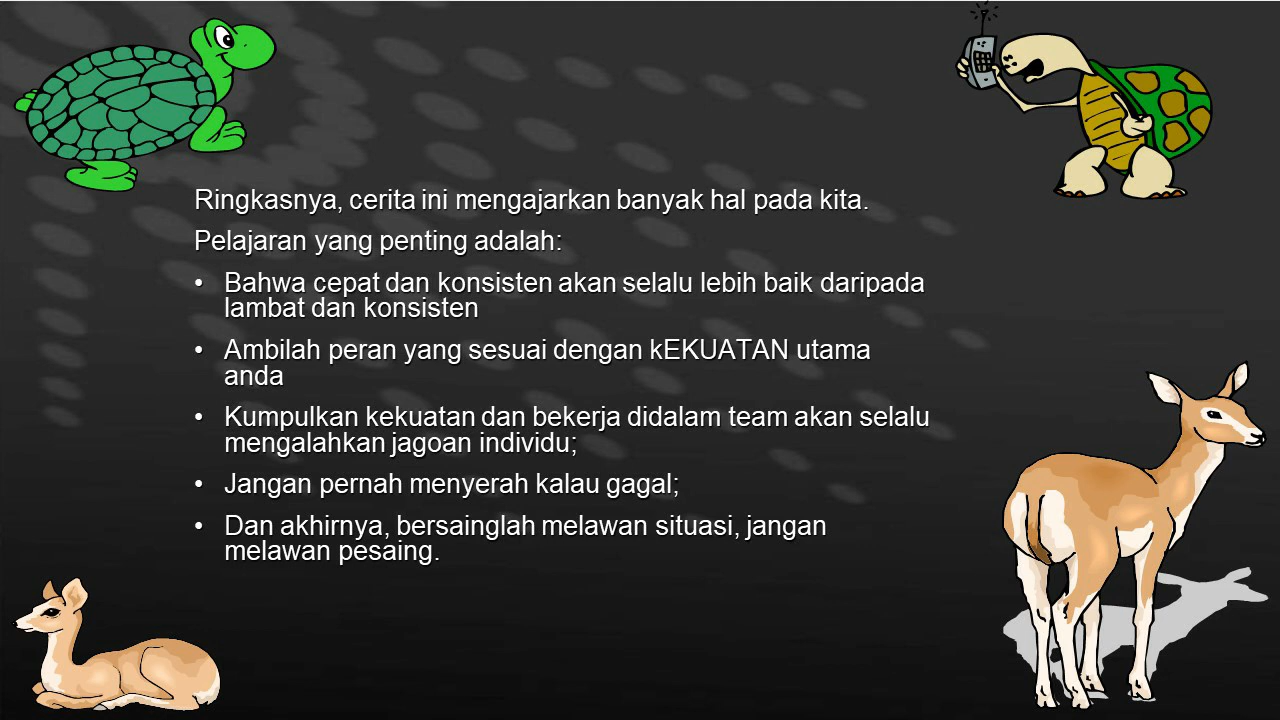 Ringkasnya, cerita ini mengajarkan banyak hal pada kita.
Pelajaran yang penting adalah:
• Bahwa cepat dan konsisten akan selalu lebih baik daripada
lambat dan konsisten
• Ambilah peran yang sesuai dengan kEKUATAN utama
anda
• Kumpulkan kekuatan dan bekerja didalam team akan selalu
mengalahkan jagoan individu;
• Jangan pernah menyerah kalau gagal;
• Dan akhirnya, bersainglah melawan situasi, jangan
melawan pesaing.